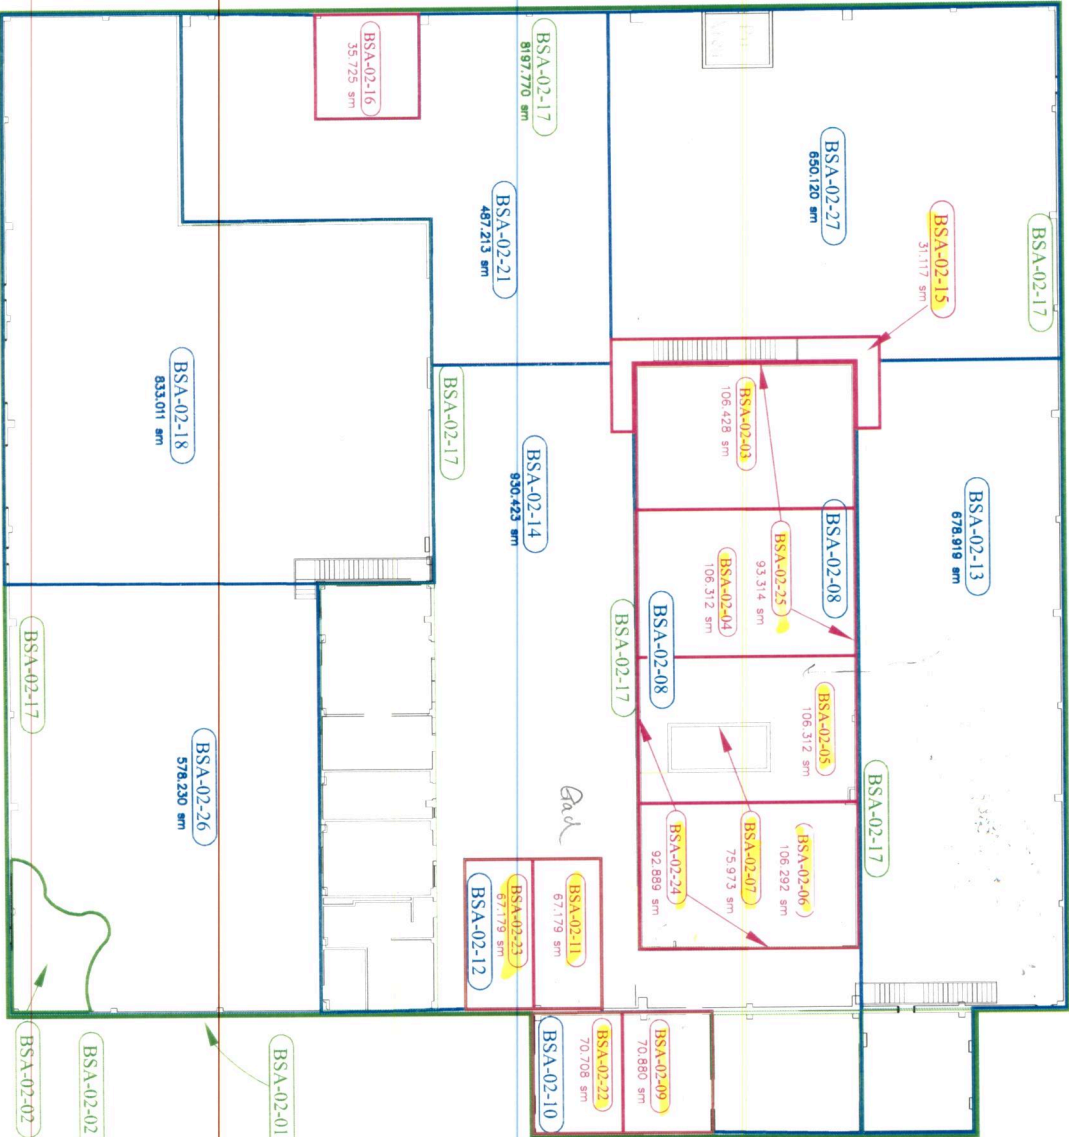 BSA-02-16
35.725 sm
BSA-02-17
8197.770 sm
BSA-02-27
650.120 sm
BSA-02-15
31.117 sm
BSA-02-17
BSA-02-21
487.213 sm
BSA-02-18
833.011 sm
BSA-02-17
BSA-02-14
930.423 sm
BSA-02-03
106.428 sm
BSA-02-08
BSA-02-13
678.919 sm
BSA-02-25
93.314 sm
BSA-02-04
106.312 sm
BSA-02-08
BSA-02-17
BSA-02-05
106.312 sm
BSA-02-17
BSA-02-17
BSA-02-26
578.230 sm
BSA-02-06
106.292 sm
BSA-02-07
75.973 sm
BSA-02-24
92.889 sm
BSA-02-11
67.179 sm
BSA-02-23
67.179 sm
BSA-02-12
BSA-02-09
70.880 sm
BSA-02-22
70.708 sm
BSA-02-10
BSA-02-01
BSA-02-02
BSA-02-02